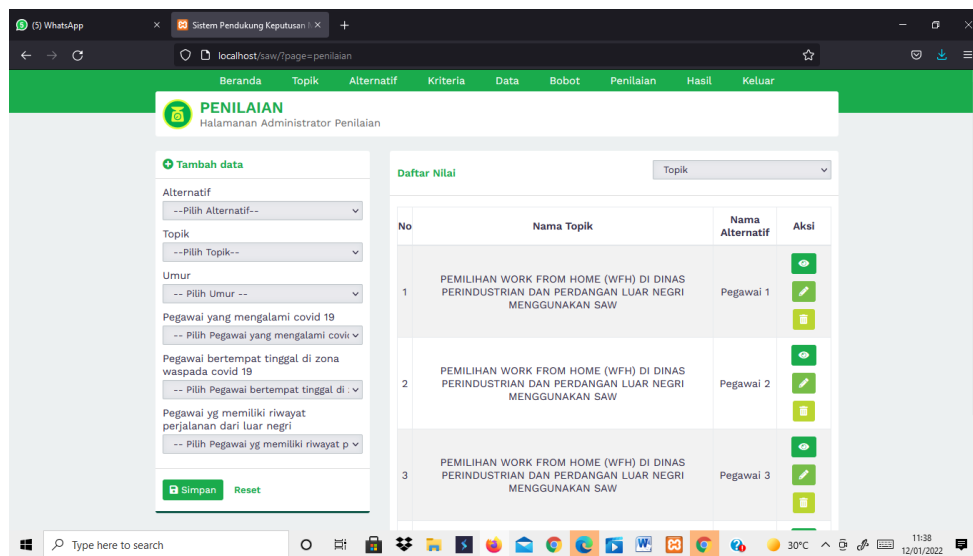 (5) WhatsApp
Sistem Pendukung Keputusan
localhost/saw/?page=penilaian
Beranda Topik Alternatif Kriteria Data Bobot Penilaian Hasil Keluar
PENILAIAN
Halamanan Administrator Penilaian
Tambah data
Alternatif
--Pilih Alternatif--
Topik
--Pilih Topik--
Umur
-- Pilih Umur --
Pegawai yang mengalami covid 19
-- Pilih Pegawai yang mengalami covi
Pegawai bertempat tinggal di zona
waspada covid 19
-- Pilih Pegawai bertempat tinggal di
Pegawai yg memiliki riwayat
perjalanan dari luar negri
-- Pilih Pegawai yg memiliki riwayat p
Simpan Reset
Daftar Nilai
Topik
No Nama Topik Nama Alternatif Aksi
1 PEMILIHAN WORK FROM HOME (WFH) DI DINAS
PERINDUSTRIAN DAN PERDANGAN LUAR NEGRI
MENGGUNAKAN SAW
Pegawai 1
2 PEMILIHAN WORK FROM HOME (WFH) DI DINAS
PERINDUSTRIAN DAN PERDANGAN LUAR NEGRI
MENGGUNAKAN SAW
Pegawai 2
3 PEMILIHAN WORK FROM HOME (WFH) DI DINAS
PERINDUSTRIAN DAN PERDANGAN LUAR NEGRI
MENGGUNAKAN SAW
Pegawai 3
Type here to search
30°C
11:38
12/01/2022